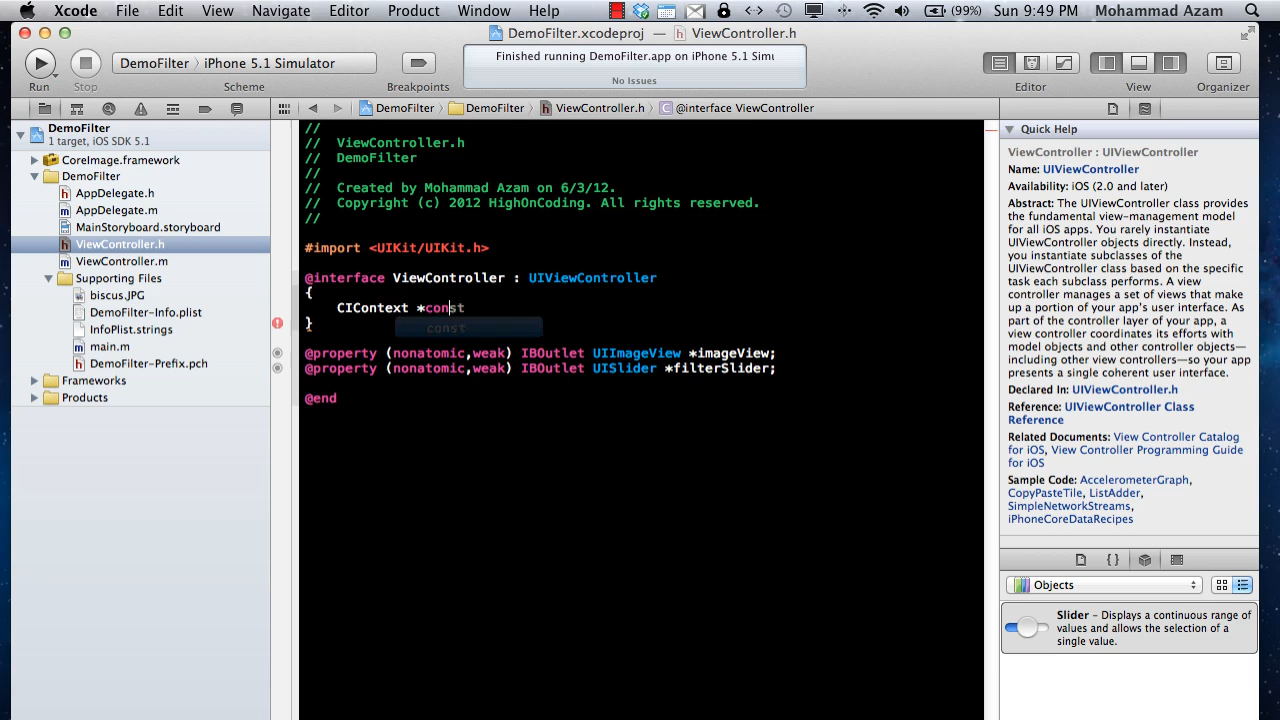 Xcode File Edit View Navigate Editor Product Window Help (99%) Sun 9:49 PM Mohammad Azam
DemoFilter.xcodeproj — ViewController.h
DemoFilter iPhone 5.1 Simulator
Finished running DemoFilter.app on iPhone 5.1 Simu
No Issues
Run Stop Scheme Breakpoints Editor View Organizer
DemoFilter DemoFilter ViewController.h @interface ViewController
DemoFilter
1 target, iOS SDK 5.1
CoreImage.framework
DemoFilter
AppDelegate.h
AppDelegate.m
MainStoryboard.storyboard
ViewController.h
ViewController.m
Supporting Files
biscus.JPG
DemoFilter-Info.plist
InfoPlist.strings
main.m
DemoFilter-Prefix.pch
Frameworks
Products
//
// ViewController.h
// DemoFilter
//
// Created by Mohammad Azam on 6/3/12.
// Copyright (c) 2012 HighOnCoding. All rights reserved.
//
#import <UIKit/UIKit.h>
@interface ViewController : UIViewController
{
CIContext *const
const
}
@property (nonatomic,weak) IBOutlet UIImageView *imageView;
@property (nonatomic,weak) IBOutlet UISlider *filterSlider;
@end
Quick Help
ViewController : UIViewController
Name: UIViewController
Availability: iOS (2.0 and later)
Abstract: The UIViewController class provides
the fundamental view-management model
for all iOS apps. You rarely instantiate
UIViewController objects directly. Instead,
you instantiate subclasses of the
UIViewController class based on the specific
task each subclass performs. A view
controller manages a set of views that make
up a portion of your app's user interface. As
part of the controller layer of your app, a
view controller coordinates its efforts with
model objects and other controller objects—
including other view controllers—so your app
presents a single coherent user interface.
Declared In: UIViewController.h
Reference: UIViewController Class
Reference
Related Documents: View Controller Catalog
for iOS, View Controller Programming Guide
for iOS
Sample Code: AccelerometerGraph,
CopyPasteTile, ListAdder,
SimpleNetworkStreams,
iPhoneCoreDataRecipes
Objects
Slider - Displays a continuous range of
values and allows the selection of a
single value.